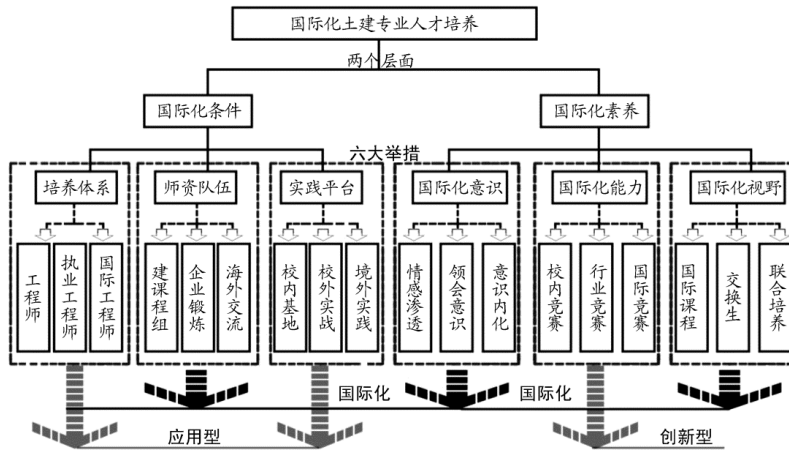 国际化土建专业人才培养
两个层面
国际化条件
国际化素养
六大举措
培养体系
师资队伍
实践平台
国际化意识
国际化能力
国际化视野
工程师
执业工程师
国际工程师
建课程组
企业锻炼
海外交流
校内基地
校外实战
境外实践
情感渗透
领会意识
意识内化
校内竞赛
行业竞赛
国际竞赛
国际课程
交换生
联合培养
国际化
国际化
应用型
创新型